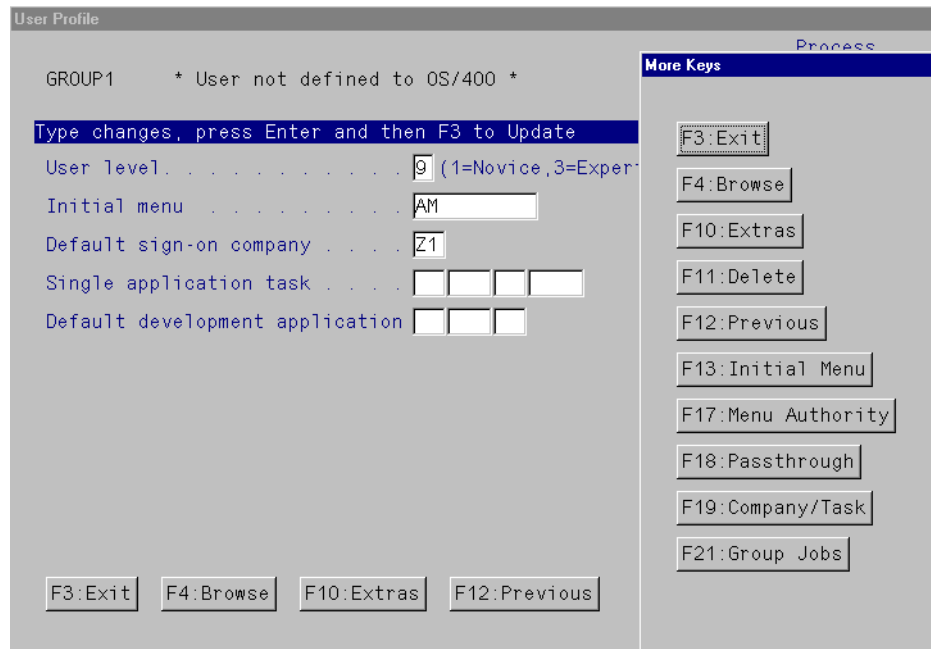 User Profile
Process
GROUP1 * User not defined to OS/400 *
Type changes, press Enter and then F3 to Update
User level. . . . . . . . . . . 9 (1=Novice,3=Exper
Initial menu . . . . . . . . . AM
Default sign-on company . . . . Z1
Single application task . . . .
Default development application
F3:Exit F4:Browse F10:Extras F12:Previous
More Keys
F3:Exit
F4:Browse
F10:Extras
F11:Delete
F12:Previous
F13:Initial Menu
F17:Menu Authority
F18:Passthrough
F19:Company/Task
F21:Group Jobs